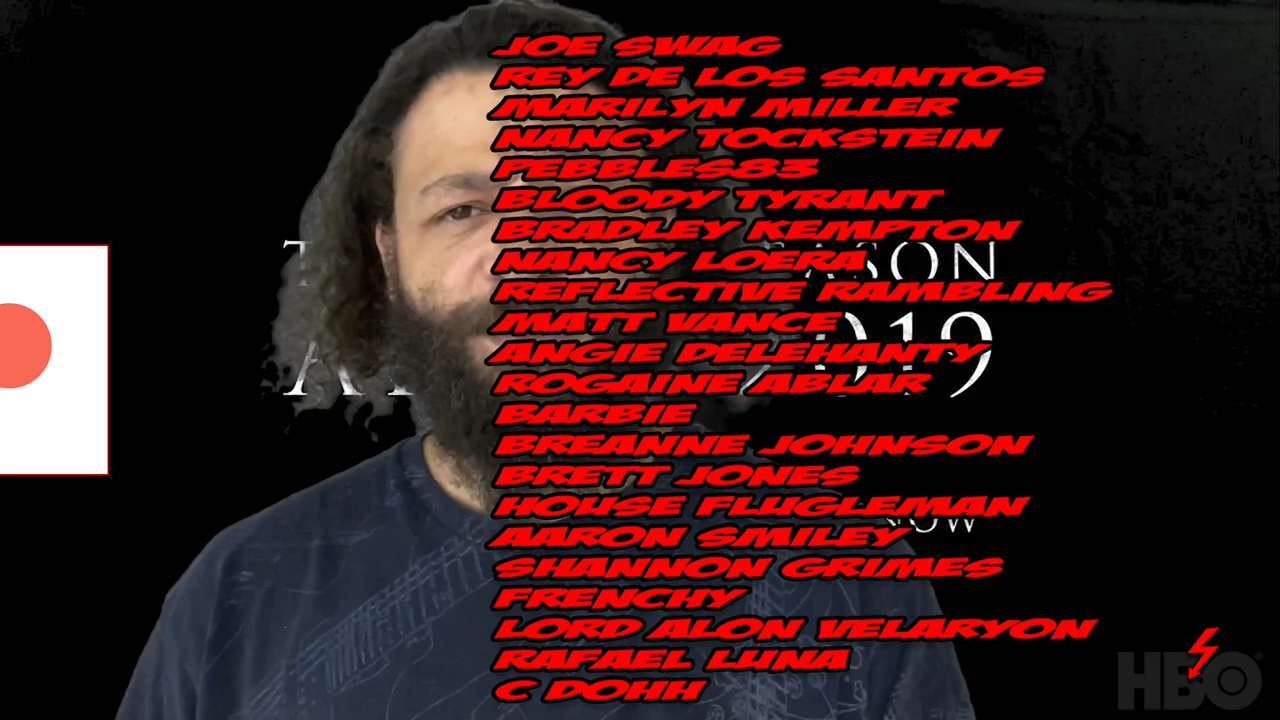 JOE SWAG
REY DE LOS SANTOS
MARILYN MILLER
NANCY TOCKSTEIN
PEBBLES83
BLOODY TYRANT
BRADLEY KEMPTON
NANCY LOERA
REFLECTIVE RAMBLING
MATT VANCE
ANGIE DELEHANTY
ROGAINE ABLAR
BARBIE
BREANNE JOHNSON
BRETT JONES
HOUSE FLUGLEMAN
AARON SMILEY
SHANNON GRIMES
FRENCHY
LORD ALON VELARYON
RAFAEL LUNA
C DOHH
HBO